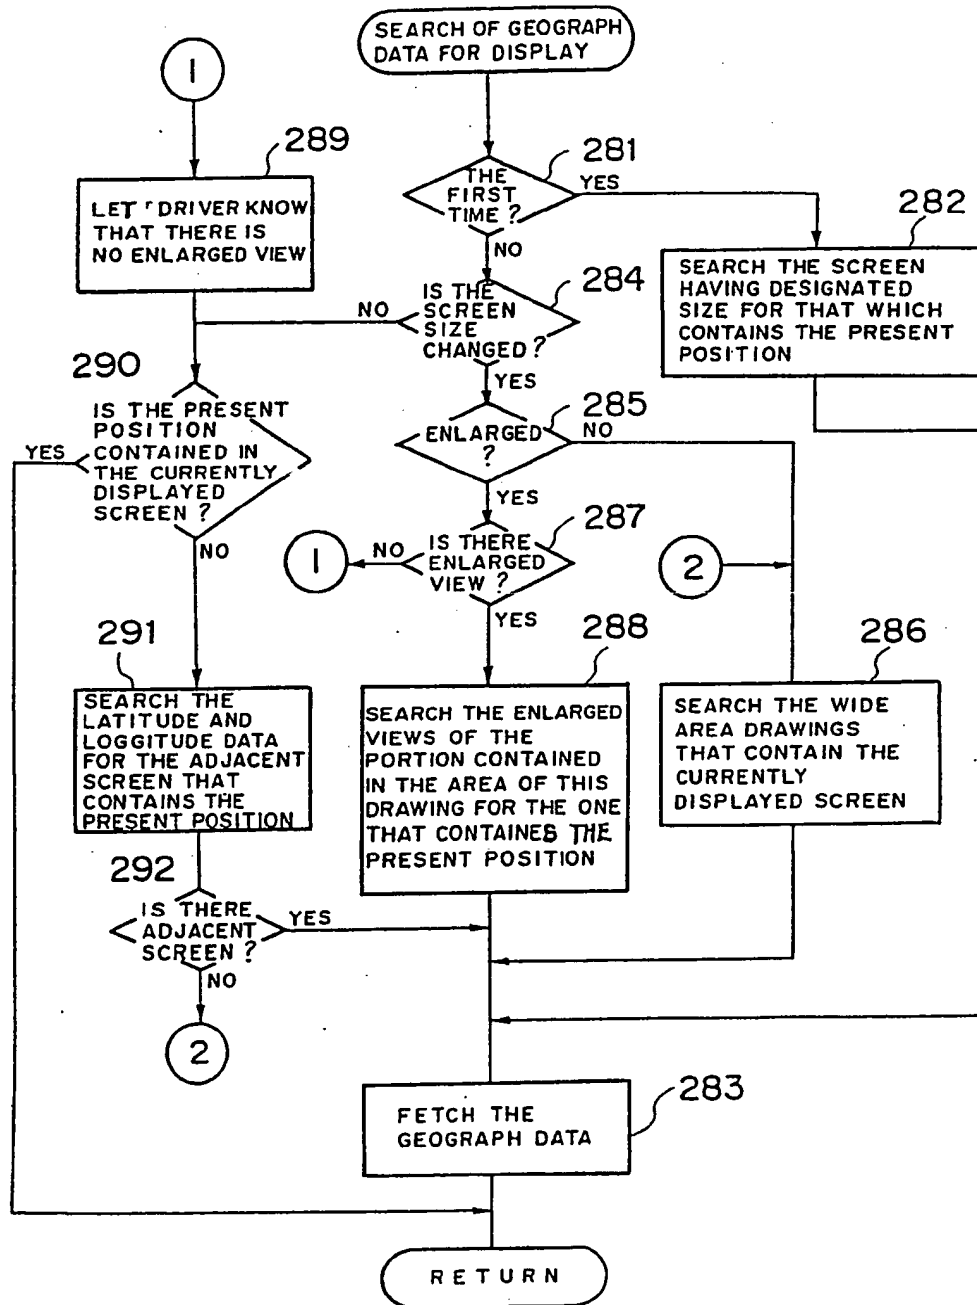 SEARCH OF GEOGRAPH
DATA FOR DISPLAY
1
289
LET DRIVER KNOW
THAT THERE IS
NO ENLARGED VIEW
281
THE
FIRST
TIME?
YES
NO
282
SEARCH THE SCREEN
HAVING DESIGNATED
SIZE FOR THAT WHICH
CONTAINS THE PRESENT
POSITION
284
IS THE
SCREEN
SIZE
CHANGED?
NO
YES
290
IS THE PRESENT
POSITION
CONTAINED IN
THE CURRENTLY
DISPLAYED
SCREEN?
YES
NO
285
ENLARGED
?
NO
YES
287
IS THERE
ENLARGED
VIEW?
NO
1
YES
2
291
SEARCH THE
LATITUDE AND
LOGGITUDE DATA
FOR THE ADJACENT
SCREEN THAT
CONTAINS THE
PRESENT POSITION
288
SEARCH THE ENLARGED
VIEWS OF THE
PORTION CONTAINED
IN THE AREA OF THIS
DRAWING FOR THE ONE
THAT CONTAINES THE
PRESENT POSITION
286
SEARCH THE WIDE
AREA DRAWINGS
THAT CONTAIN THE
CURRENTLY
DISPLAYED SCREEN
292
IS THERE
ADJACENT
SCREEN?
YES
NO
2
283
FETCH THE
GEOGRAPH DATA
RETURN